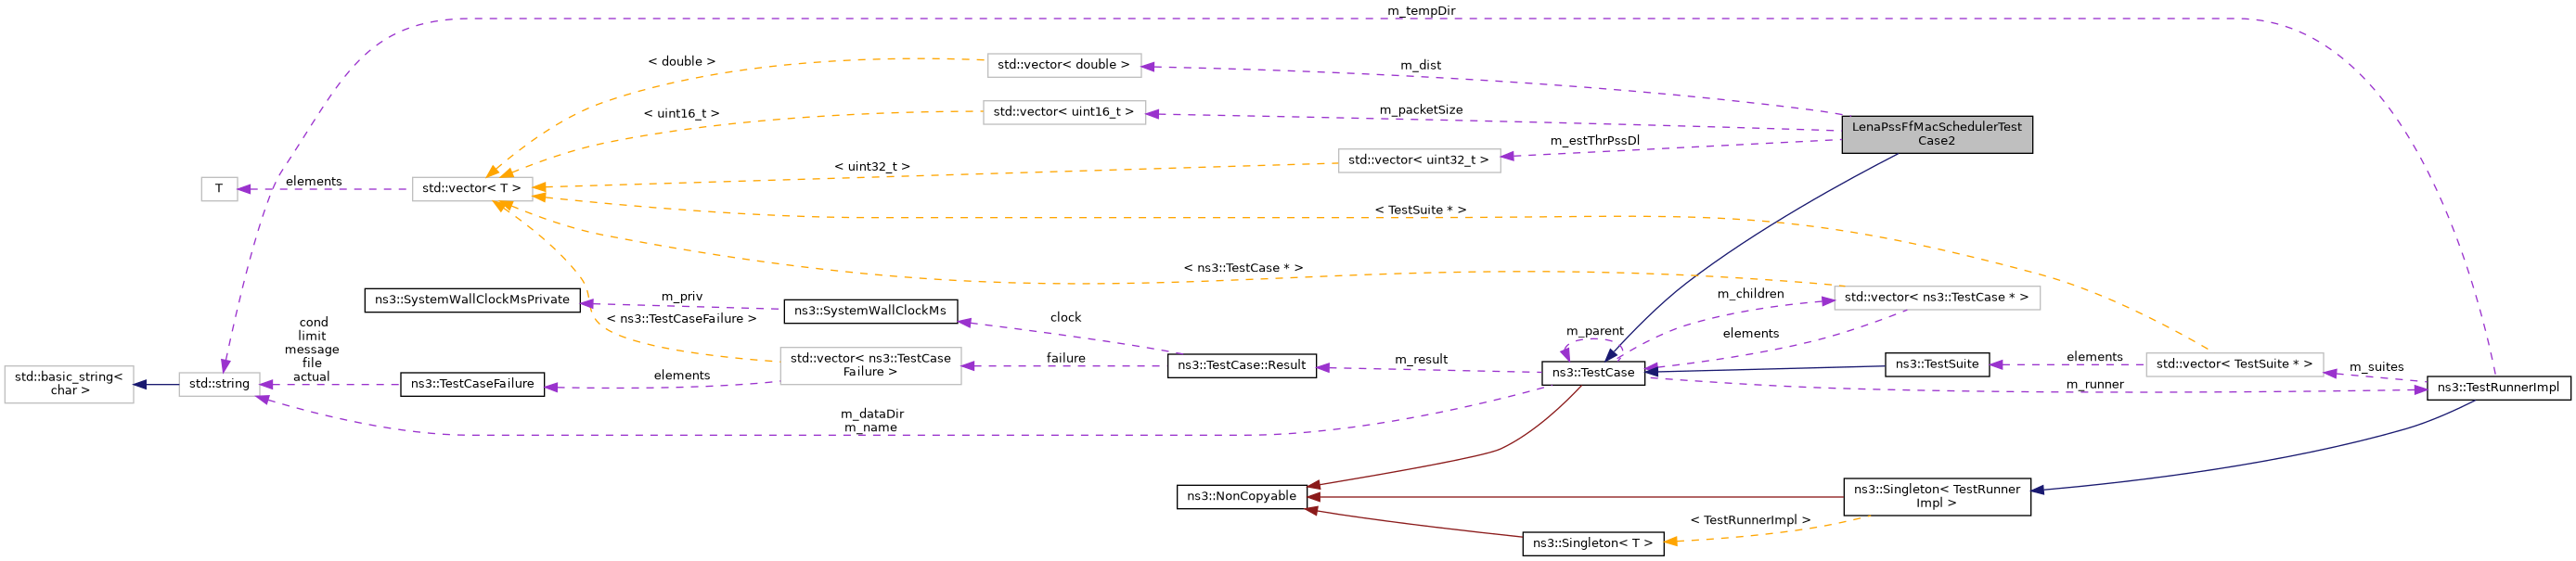 m_tempDir
< double >
std::vector< double >
m_dist
< uint16_t >
std::vector< uint16_t >
m_packetSize
LenaPssFfMacSchedulerTest
Case2
m_estThrPssDl
std::vector< uint32_t >
< uint32_t >
T
elements
std::vector< T >
< TestSuite * >
< ns3::TestCase * >
ns3::SystemWallClockMsPrivate
m_priv
ns3::SystemWallClockMs
clock
m_children
std::vector< ns3::TestCase * >
< ns3::TestCaseFailure >
m_parent
elements
cond
limit
message
file
actual
std::basic_string<
char >
std::string
ns3::TestCaseFailure
elements
std::vector< ns3::TestCase
Failure >
failure
ns3::TestCase::Result
m_result
ns3::TestCase
ns3::TestSuite
elements
std::vector< TestSuite * >
m_suites
ns3::TestRunnerImpl
m_runner
m_dataDir
m_name
ns3::NonCopyable
ns3::Singleton< TestRunner
Impl >
< TestRunnerImpl >
ns3::Singleton< T >